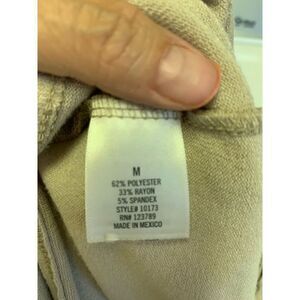 M
62% POLYESTER
33% RAYON
5% SPANDEX
STYLE# 10173
RN# 123789
MADE IN MEXICO